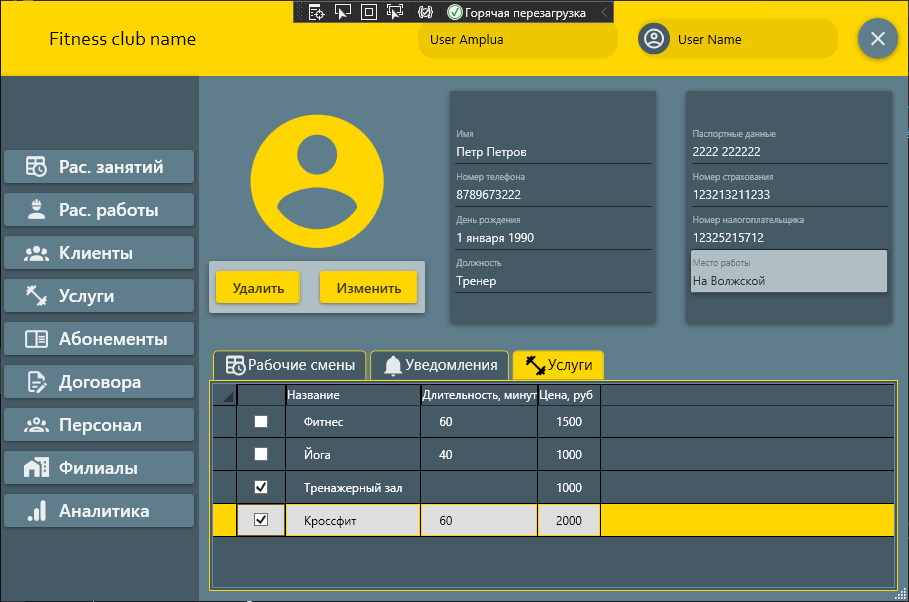 Горячая перезагрузка
Fitness club name
User Amplua
User Name
Рас. занятий
Рас. работы
Клиенты
Услуги
Абонементы
Договора
Персонал
Филиалы
Аналитика
Удалить
Изменить
Имя
Петр Петров
Номер телефона
8789673222
День рождения
1 января 1990
Должность
Тренер
Паспортные данные
2222 222222
Номер страхования
123213211233
Номер налогоплательщика
12325215712
Место работы
На Волжской
Рабочие смены Уведомления Услуги
Название Длительность, минут Цена, руб
Фитнес 60 1500
Йога 40 1000
Тренажерный зал 1000
Кроссфит 60 2000